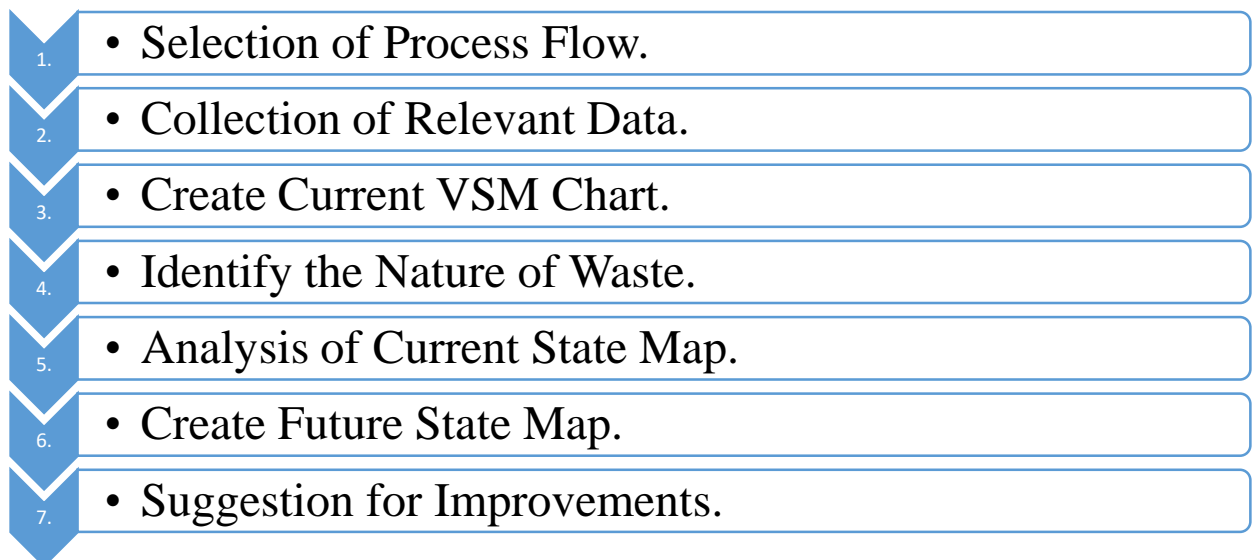 1. • Selection of Process Flow.
2. • Collection of Relevant Data.
3. • Create Current VSM Chart.
4. • Identify the Nature of Waste.
5. • Analysis of Current State Map.
6. • Create Future State Map.
7. • Suggestion for Improvements.